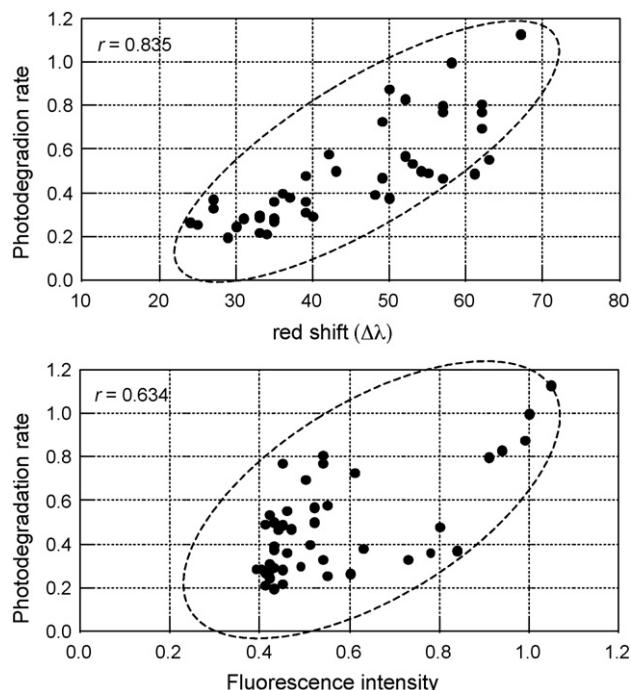 1.2
r = 0.835
1.0
0.8
0.6
0.4
0.2
0.0
Photodegradion rate
10 20 30 40 50 60 70 80
red shift (Δλ)
1.2
r = 0.634
1.0
0.8
0.6
0.4
0.2
0.0
Photodegradation rate
0.0 0.2 0.4 0.6 0.8 1.0 1.2
Fluorescence intensity